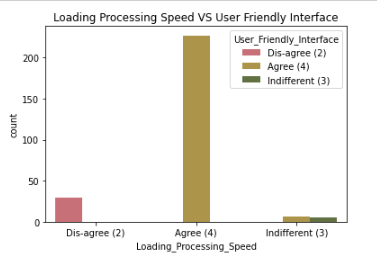 Loading Processing Speed VS User Friendly Interface
User_Friendly_Interface
Dis-agree (2)
Agree (4)
Indifferent (3)
200
150
100
50
0
count
Dis-agree (2) Agree (4) Indifferent (3)
Loading_Processing_Speed